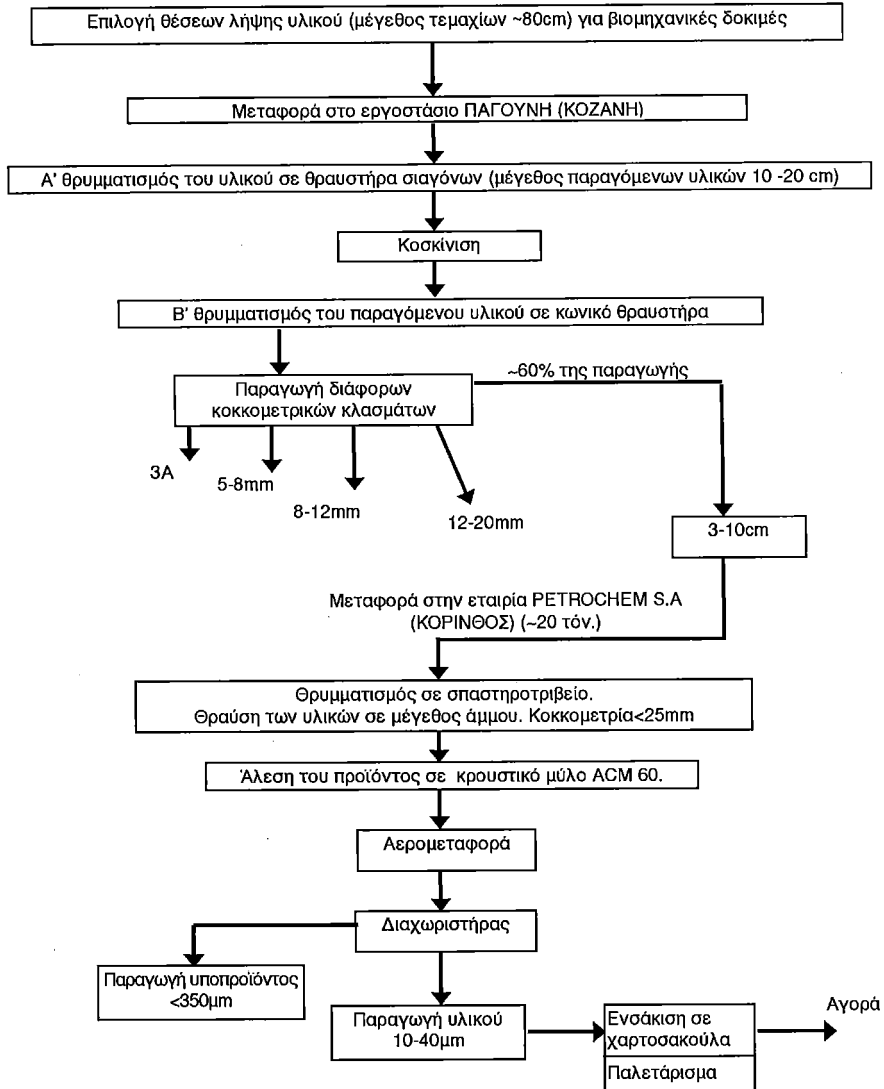 Επιλογή θέσεων λήψης υλικού (μέγεθος τεμαχίων ~80cm) για βιομηχανικές δοκιμές
Μεταφορά στο εργοστάσιο ΠΑΓΟΥΝΗ (ΚΟΖΑΝΗ)
Α' θρυμματισμός του υλικού σε θραυστήρα σιαγόνων (μέγεθος παραγόμενων υλικών 10 -20 cm)
Κοσκίνιση
Β' θρυμματισμός του παραγόμενου υλικού σε κωνικό θραυστήρα
~60% της παραγωγής
Παραγωγή διάφορων
κοκκομετρικών κλασμάτων
3Α
5-8mm
8-12mm
12-20mm
3-10cm
Μεταφορά στην εταιρία PETROCHEM S.A
(ΚΟΡΙΝΘΟΣ) (~20 τόν.)
Θρυμματισμός σε σπαστηροτριβείο.
Θραύση των υλικών σε μέγεθος άμμου. Κοκκομετρία<25mm
Άλεση του προϊόντος σε κρουστικό μύλο ACM 60.
Αερομεταφορά
Διαχωριστήρας
Παραγωγή υποπροϊόντος
<350μm
Παραγωγή υλικού
10-40μm
Ενσάκιση σε
χαρτοσακούλα
Παλετάρισμα
Αγορά